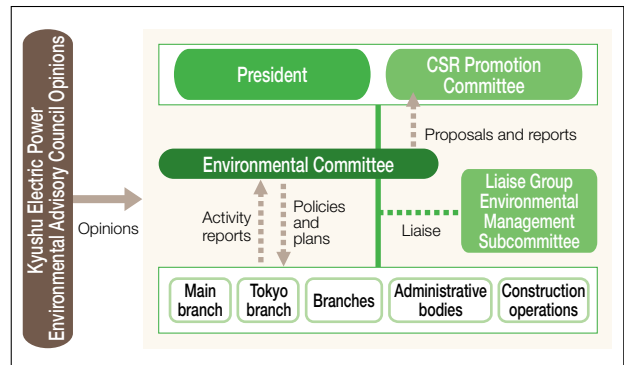 Kyushu Electric Power
Environmental Advisory Council Opinions
Opinions
President
CSR Promotion
Committee
Proposals and reports
Environmental Committee
Activity
reports
Policies
and
plans
Liaise
Liaise Group
Environmental
Management
Subcommittee
Main
branch
Tokyo
branch
Branches
Administrative
bodies
Construction
operations